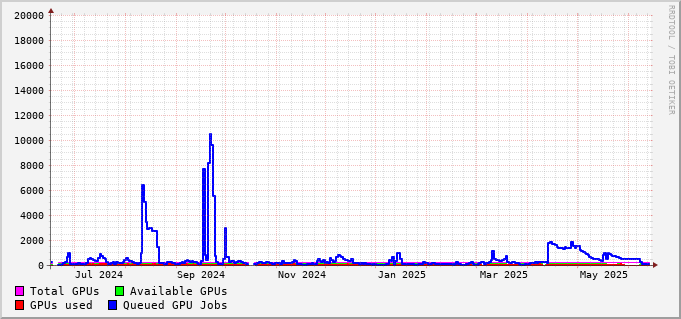 20000
18000
16000
14000
12000
10000
8000
6000
4000
2000
0
Jul 2024 Sep 2024 Nov 2024 Jan 2025 Mar 2025 May 2025
Total GPUs Available GPUs
GPUs used Queued GPU Jobs
RRDTOOL / TOBI OETIKER